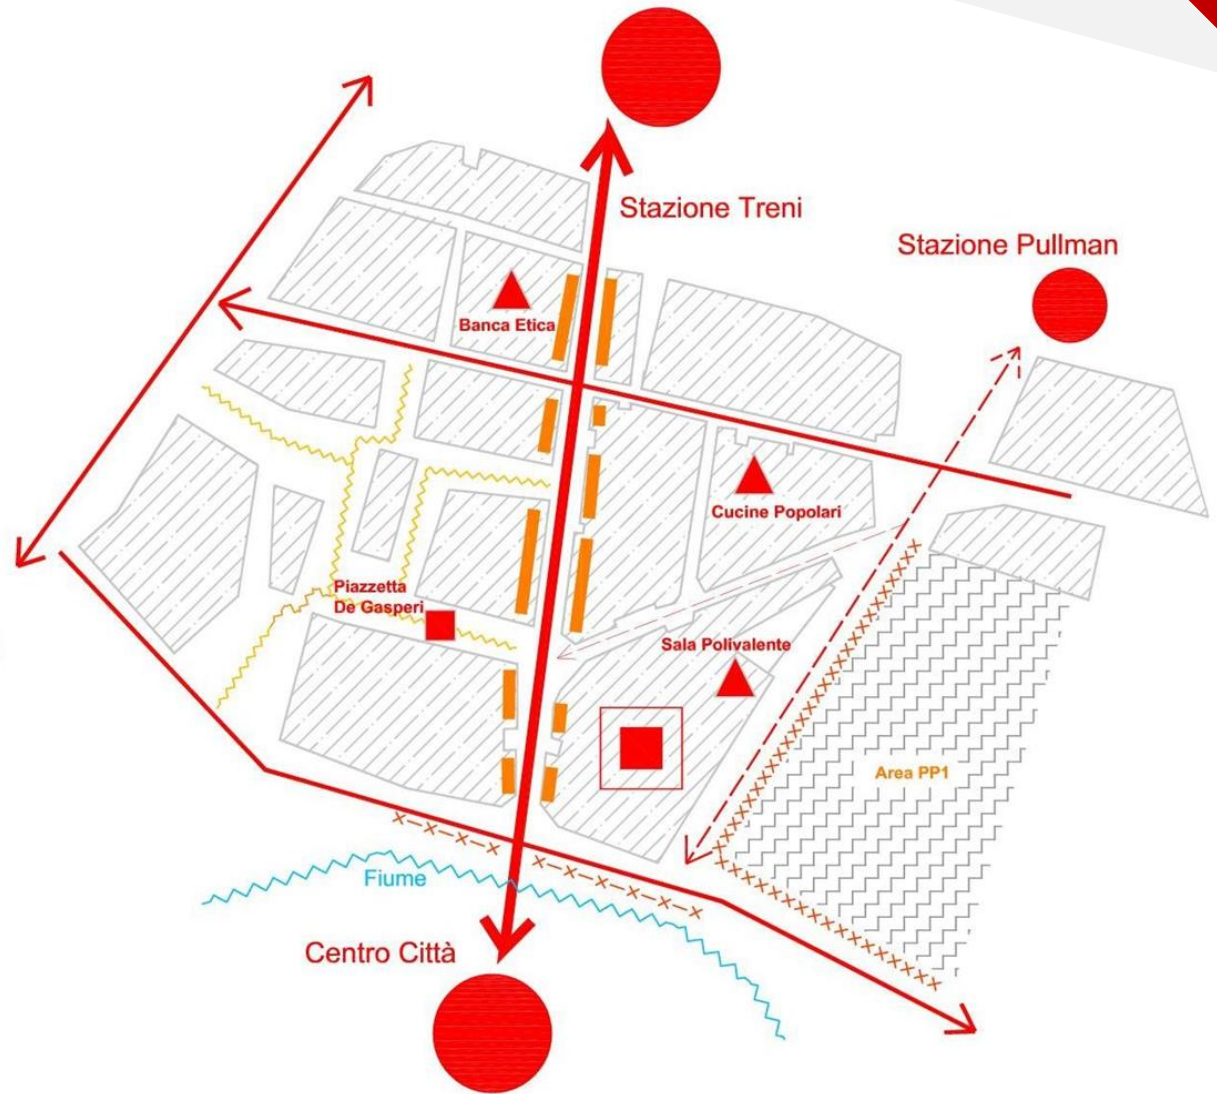 Stazione Treni
Stazione Pullman
Banca Etica
Cucine Popolari
Piazzetta
De Gasperi
Sala Polivalente
Area PP1
Fiume
Centro Città